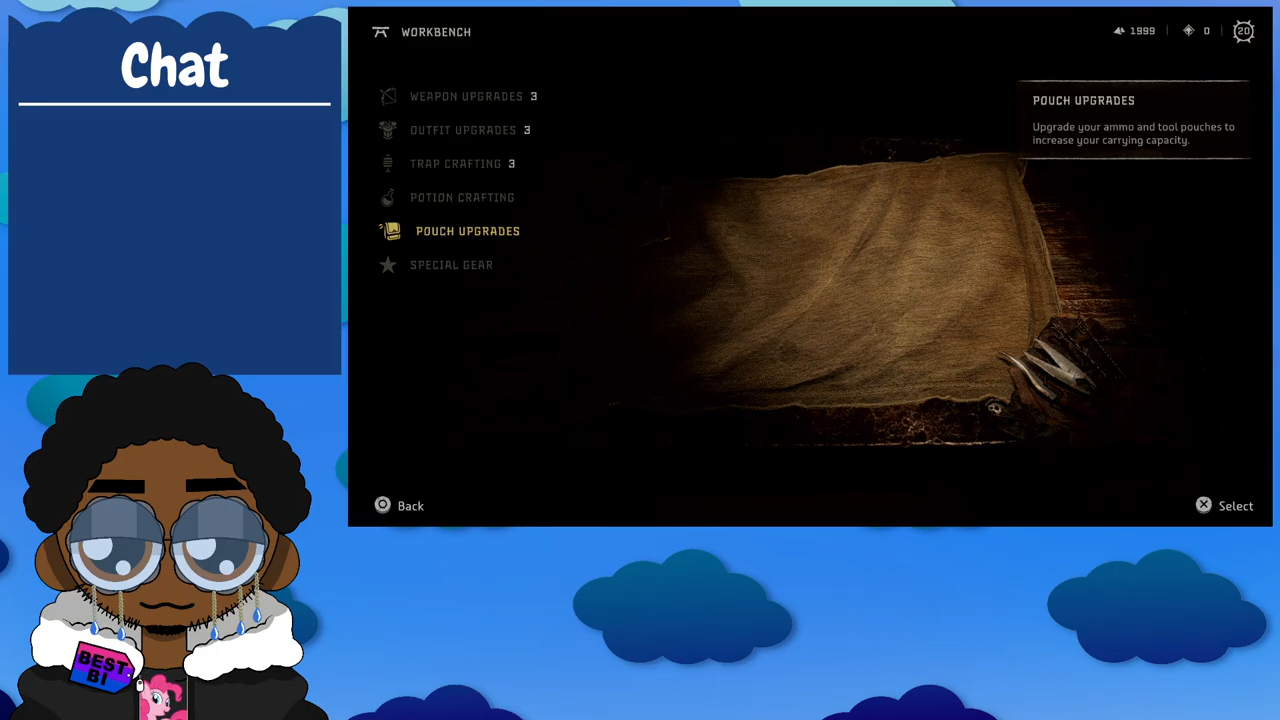 Chat
WORKBENCH
1999
0
20
WEAPON UPGRADES 3
OUTFIT UPGRADES 3
TRAP CRAFTING 3
POTION CRAFTING
POUCH UPGRADES
SPECIAL GEAR
POUCH UPGRADES
Upgrade your ammo and tool pouches to
increase your carrying capacity.
Back
Select
BEST
BI